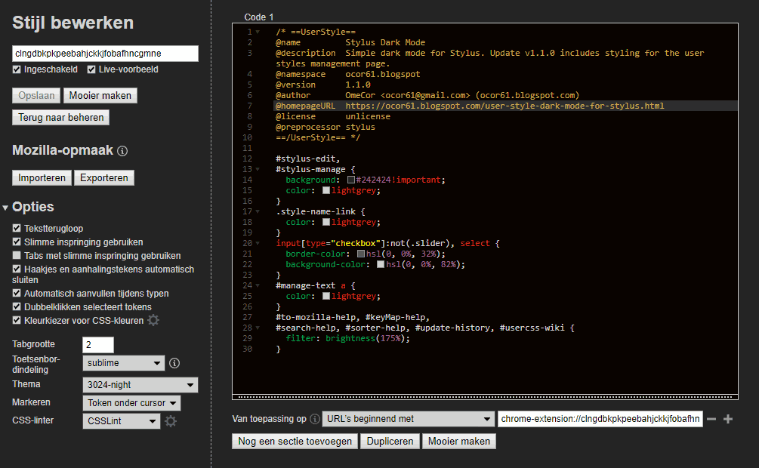 Stijl bewerken
clngdbkpkpeebahjckkjfobafhncgmne
Ingeschakeld Live-voorbeeld
Opslaan Mooier maken
Terug naar beheren
Mozilla-opmaak
Importeren Exporteren
Opties
Tekstterugloop
Slimme inspringing gebruiken
Tabs met slimme inspringing gebruiken
Haakjes en aanhalingstekens automatisch
sluiten
Automatisch aanvullen tijdens typen
Dubbelklikken selecteert tokens
Kleurkiezer voor CSS-kleuren
Tabgrootte 2
Toetsenbor-
dindeling sublime
Thema 3024-night
Markeren Token onder cursor
CSS-linter CSSLint
Code 1
1 /* ==UserStyle==
2 @name Stylus Dark Mode
3 @description Simple dark mode for Stylus. Update v1.1.0 includes styling for the user
styles management page.
4 @namespace ocor61.blogspot
5 @version 1.1.0
6 @author OmeCor <ocor61@gmail.com> (ocor61.blogspot.com)
7 @homepageURL https://ocor61.blogspot.com/user-style-dark-mode-for-stylus.html
8 @license unlicense
9 @preprocessor stylus
10 ==/UserStyle== */
11
12 #stylus-edit,
13 #stylus-manage {
14 background: #242424!important;
15 color: lightgrey;
16 }
17 .style-name-link {
18 color: lightgrey;
19 }
20 input[type="checkbox"]:not(.slider), select {
21 border-color: hsl(0, 0%, 32%);
22 background-color: hsl(0, 0%, 82%);
23 }
24 #manage-text a {
25 color: lightgrey;
26 }
27 #to-mozilla-help, #keyMap-help,
28 #search-help, #sorter-help, #update-history, #usercss-wiki {
29 filter: brightness(175%);
30 }
Van toepassing op URL's beginnend met chrome-extension://clngdbkpkpeebahjckkjfobafhn
Nog een sectie toevoegen Dupliceren Mooier maken